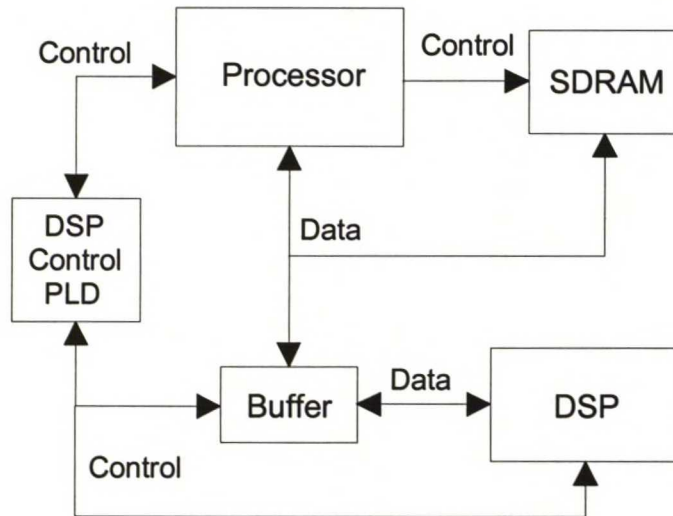 Control
Processor
Control
SDRAM
DSP
Control
PLD
Data
Buffer
Data
DSP
Control